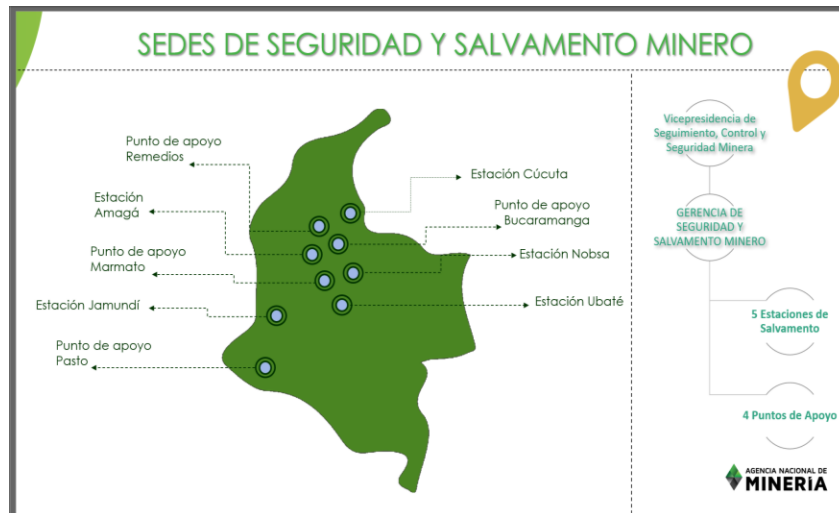 SEDES DE SEGURIDAD Y SALVAMENTO MINERO
Punto de apoyo
Remedios
Estación
Amagá
Punto de apoyo
Marmato
Estación Jamundí
Punto de apoyo
Pasto
Estación Cúcuta
Punto de apoyo
Bucaramanga
Estación Nobsa
Estación Ubaté
Vicepresidencia de
Seguimiento, Control y
Seguridad Minera
GERENCIA DE
SEGURIDAD Y
SALVAMENTO MINERO
5 Estaciones de
Salvamento
4 Puntos de Apoyo
AGENCIA NACIONAL DE
MINERÍA